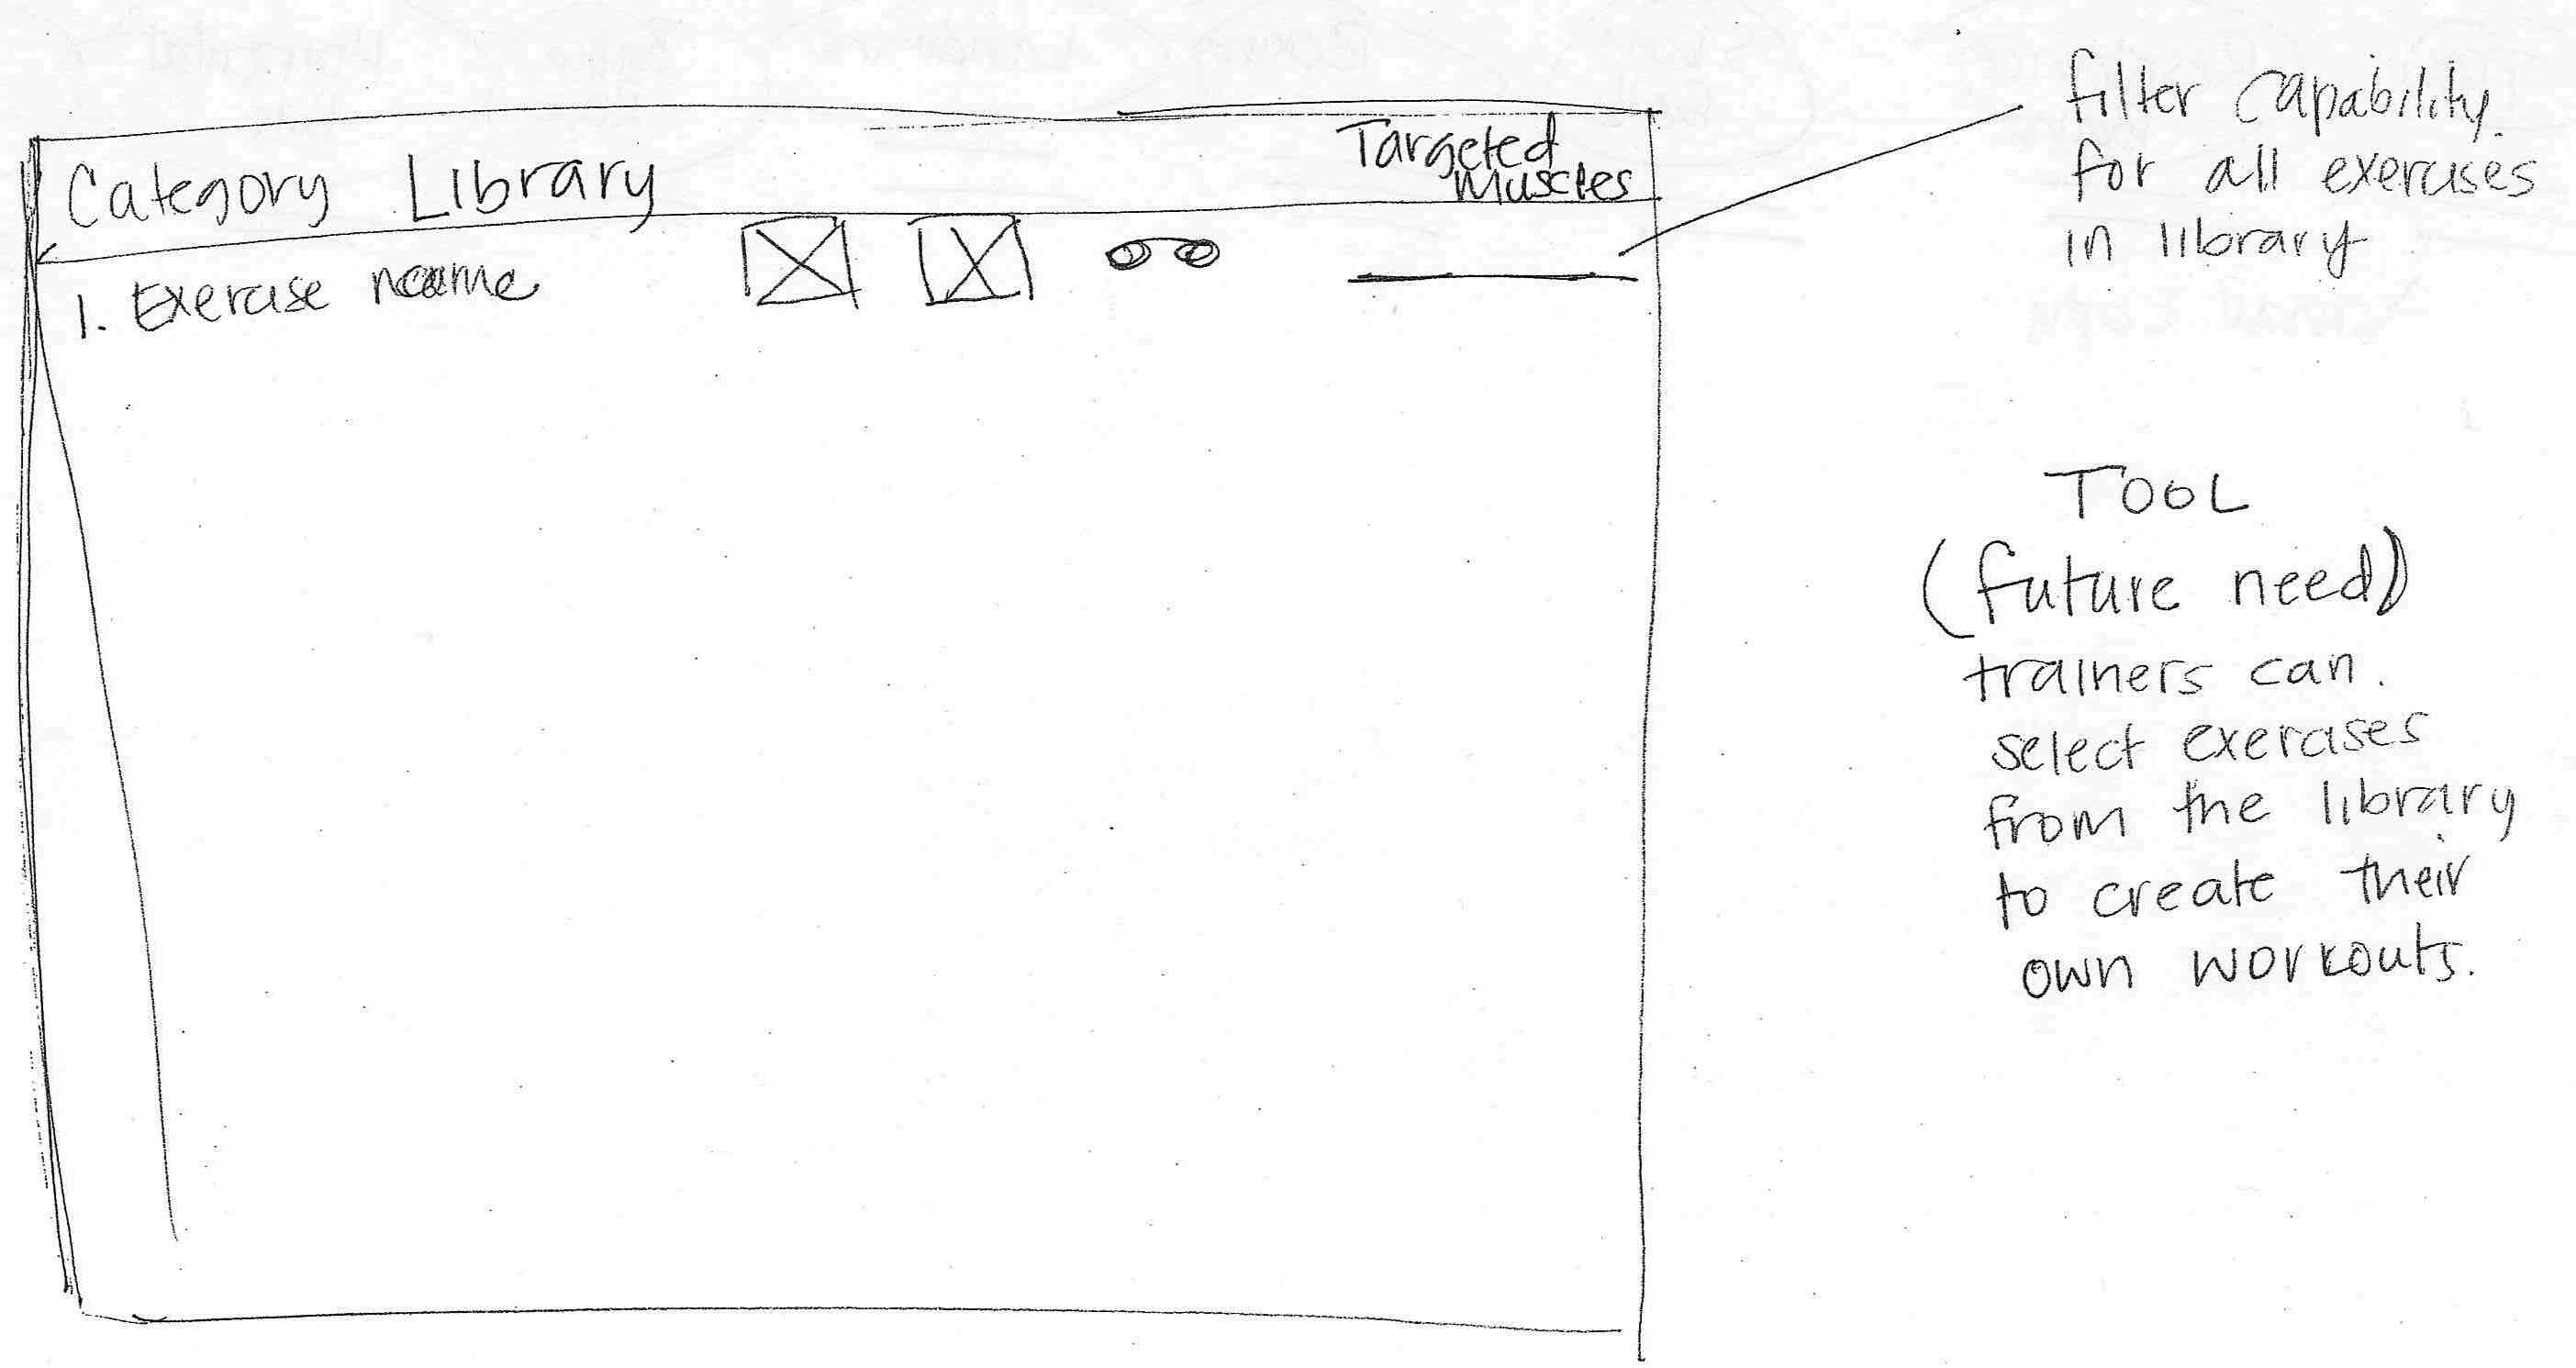 Category Library
Targeted
Muscles
1. Exercise name
filter capability.
for all exercises
in library
TOOL
(future need)
trainers can.
select exercises
from the library
to create their
own workouts.